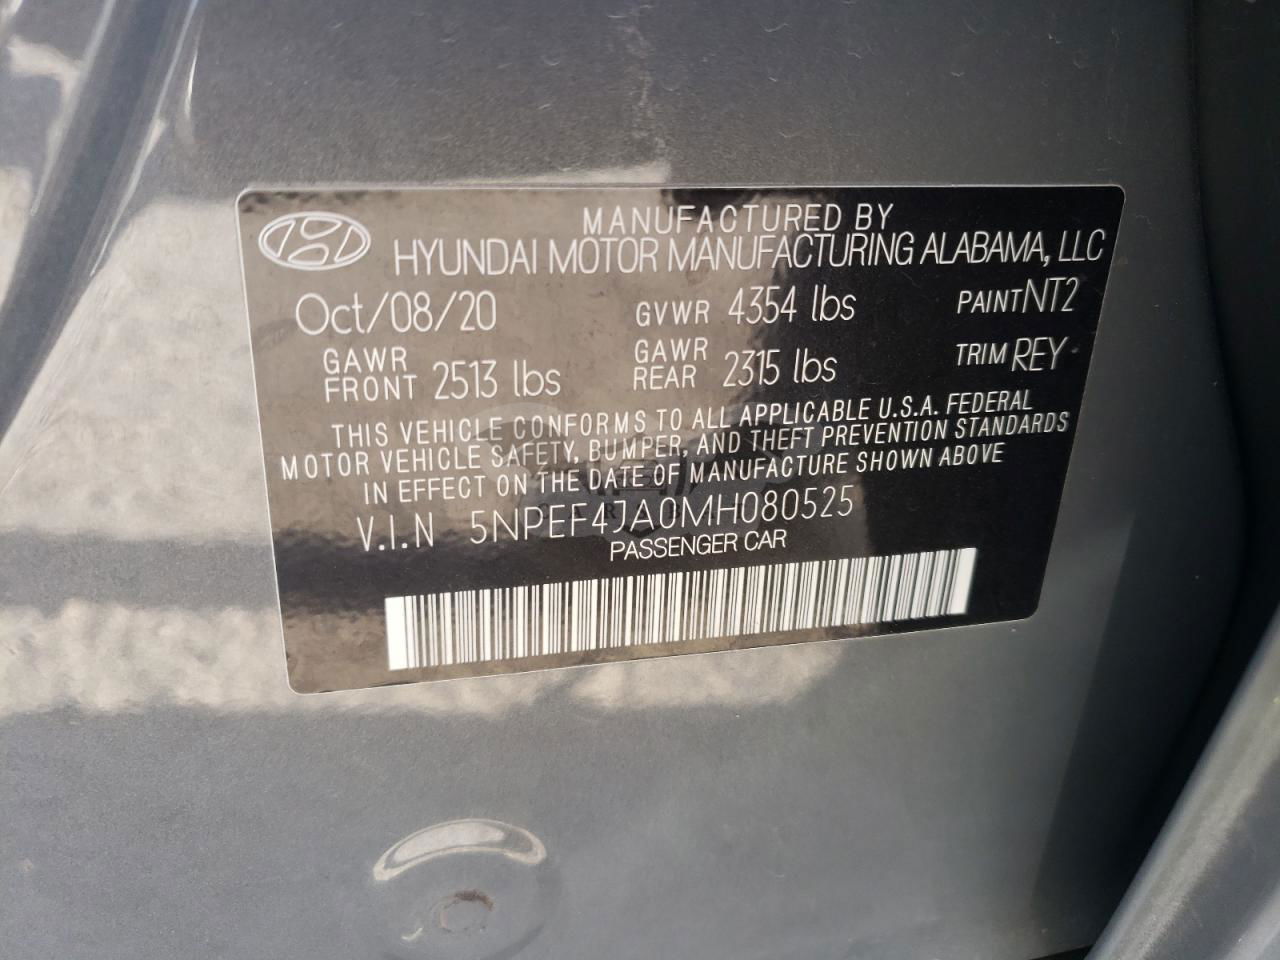 MANUFACTURED BY
HYUNDAI MOTOR MANUFACTURING ALABAMA, LLC
Oct/08/20 GVWR 4354 lbs PAINT NT2
GAWR FRONT 2513 lbs GAWR REAR 2315 lbs TRIM REY
THIS VEHICLE CONFORMS TO ALL APPLICABLE U.S.A. FEDERAL
MOTOR VEHICLE SAFETY, BUMPER, AND THEFT PREVENTION STANDARDS
IN EFFECT ON THE DATE OF MANUFACTURE SHOWN ABOVE
V.I.N 5NPEF4JA0MH080525
PASSENGER CAR